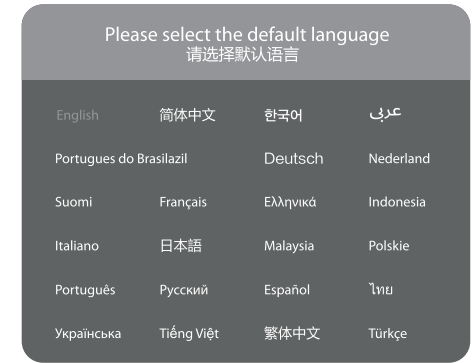 Please select the default language
请选择默认语言
English 简体中文 한국어 عربى
Portugues do Brasilazil Deutsch Nederland
Suomi Français Ελληνικά Indonesia
Italiano 日本語 Malaysia Polskie
Português Русский Español ไทย
Українська Tiếng Việt 繁体中文 Türkçe